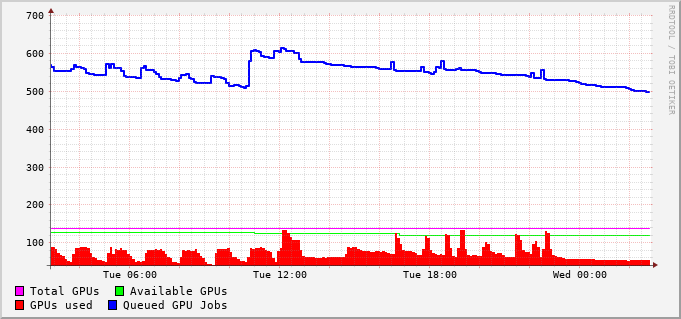 700
600
500
400
300
200
100
Tue 06:00 Tue 12:00 Tue 18:00 Wed 00:00
Total GPUs Available GPUs
GPUs used Queued GPU Jobs
RRDTOOL / TOBI OETIKER